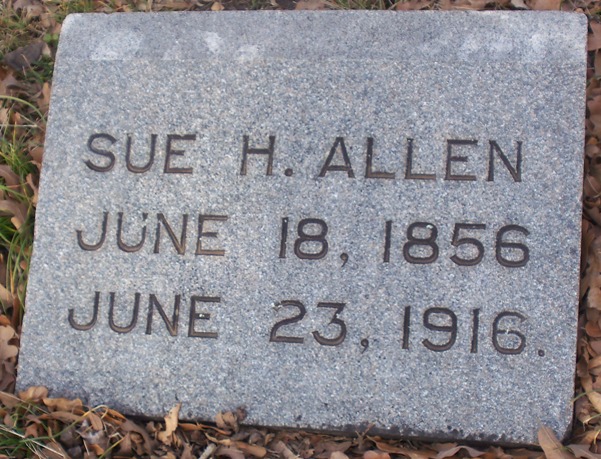 SUE H. ALLEN
JUNE 18, 1856
JUNE 23, 1916.